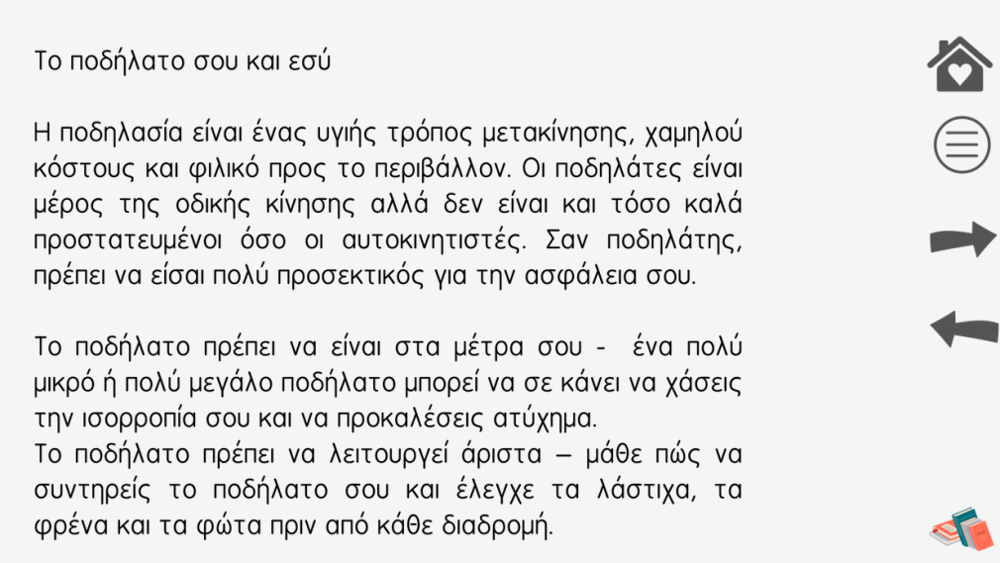 Το ποδήλατο σου και εσύ
Η ποδηλασία είναι ένας υγιής τρόπος μετακίνησης, χαμηλού
κόστους και φιλικό προς το περιβάλλον. Οι ποδηλάτες είναι
μέρος της οδικής κίνησης αλλά δεν είναι και τόσο καλά
προστατευμένοι όσο οι αυτοκινητιστές. Σαν ποδηλάτης,
πρέπει να είσαι πολύ προσεκτικός για την ασφάλεια σου.
Το ποδήλατο πρέπει να είναι στα μέτρα σου - ένα πολύ
μικρό ή πολύ μεγάλο ποδήλατο μπορεί να σε κάνει να χάσεις
την ισορροπία σου και να προκαλέσεις ατύχημα.
Το ποδήλατο πρέπει να λειτουργεί άριστα – μάθε πώς να
συντηρείς το ποδήλατο σου και έλεγχε τα λάστιχα, τα
φρένα και τα φώτα πριν από κάθε διαδρομή.